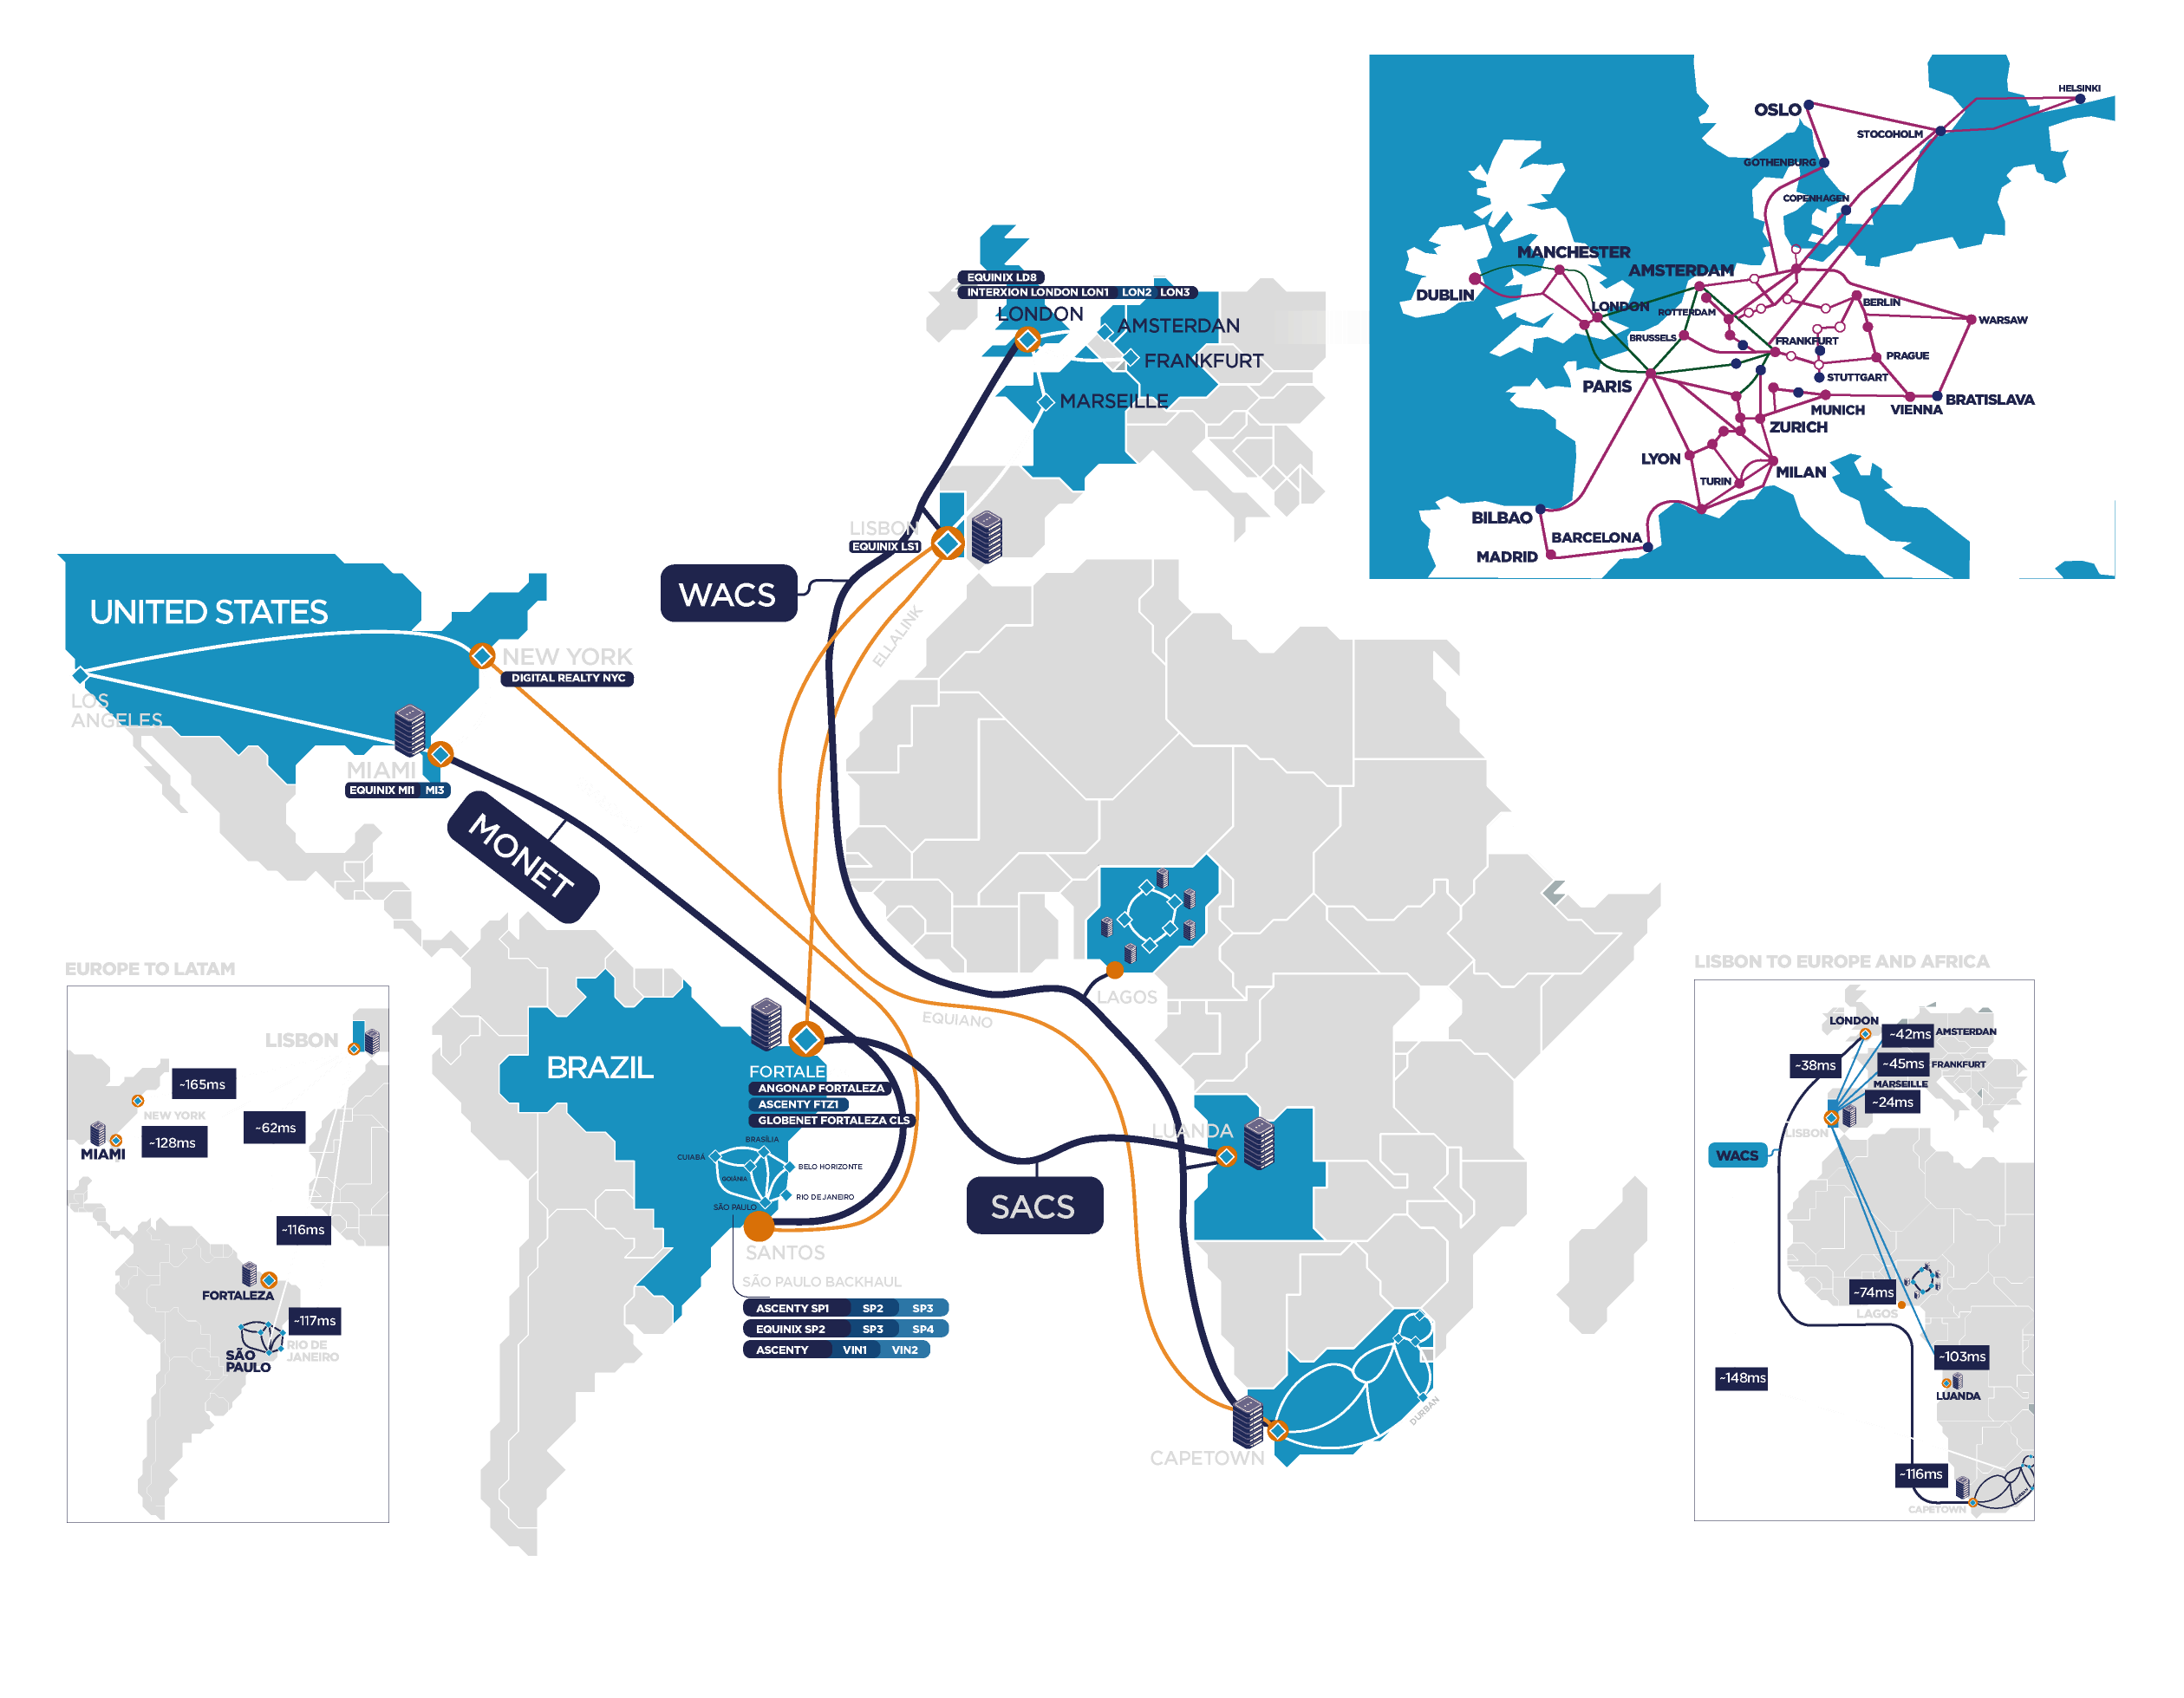 OSLO
HELSINKI
STOCOHOLM
GOTHENBURG
COPENHAGEN
MANCHESTER
AMSTERDAM
DUBLIN
LONDON
ROTTERDAM
BERLIN
WARSAW
BRUSSELS
FRANKFURT
PRAGUE
PARIS
STUTTGART
MUNICH
VIENNA
BRATISLAVA
ZURICH
LYON
MILAN
TURIN
BILBAO
BARCELONA
MADRID
EQUINIX LD8
INTERXION LONDON LON1 LON2 LON3
LONDON
AMSTERDAN
FRANKFURT
MARSEILLE
LISBON
EQUINIX LS1
WACS
ELLALINK
UNITED STATES
NEW YORK
DIGITAL REALTY NYC
LOS
ANGELES
MIAMI
EQUINIX MI1 MI3
MONET
LAGOS
EQUIANO
BRAZIL
FORTALE
ANGONAP FORTALEZA
ASCENTY FTZ1
GLOBENET FORTALEZA CLS
BRASÍLIA
CUIABÁ
BELO HORIZONTE
GOIÂNIA
RIO DE JANEIRO
SÃO PAULO
SANTOS
SÃO PAULO BACKHAUL
ASCENTY SP1 SP2 SP3
EQUINIX SP2 SP3 SP4
ASCENTY VIN1 VIN2
LUANDA
SACS
CAPETOWN
DURBAN
EUROPE TO LATAM
LISBON
~165ms
NEW YORK
~62ms
~128ms
MIAMI
~116ms
FORTALEZA
~117ms
RIO DE
JANEIRO
SÃO
PAULO
LISBON TO EUROPE AND AFRICA
LONDON
~42ms
AMSTERDAN
~38ms
~45ms
FRANKFURT
MARSEILLE
~24ms
LISBON
WACS
~74ms
LAGOS
~103ms
~148ms
LUANDA
~116ms
CAPETOWN
DURBAN